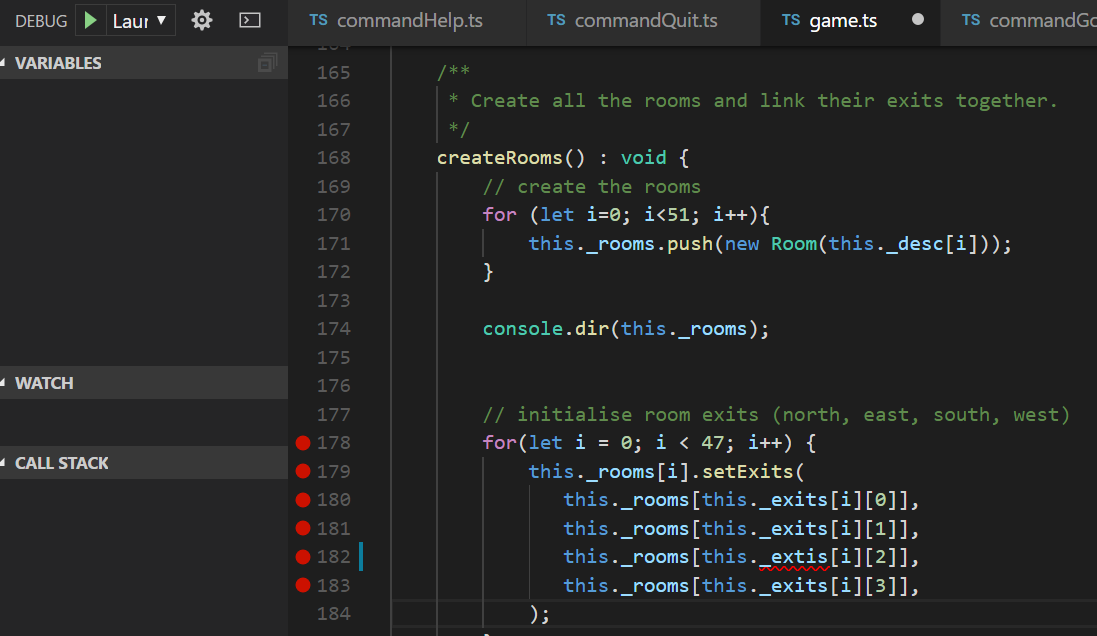 DEBUG Laur
TS commandHelp.ts TS commandQuit.ts TS game.ts TS commandGo
VARIABLES
WATCH
CALL STACK
165 /**
166 * Create all the rooms and link their exits together.
167 */
168 createRooms() : void {
169 // create the rooms
170 for (let i=0; i<51; i++){
171 this._rooms.push(new Room(this._desc[i]));
172 }
173
174 console.dir(this._rooms);
175
176
177 // initialise room exits (north, east, south, west)
178 for(let i = 0; i < 47; i++) {
179 this._rooms[i].setExits(
180 this._rooms[this._exits[i][0]],
181 this._rooms[this._exits[i][1]],
182 this._rooms[this._extis[i][2]],
183 this._rooms[this._exits[i][3]],
184 );